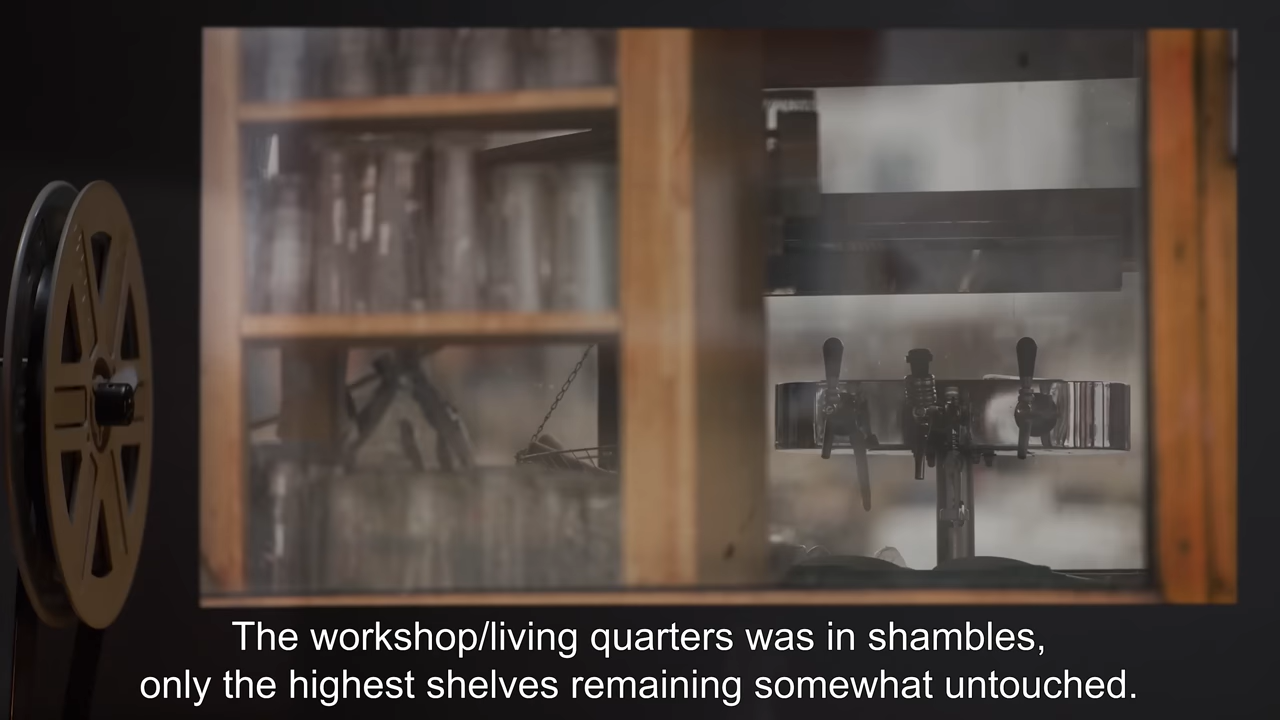 The workshop/living quarters was in shambles,
only the highest shelves remaining somewhat untouched.